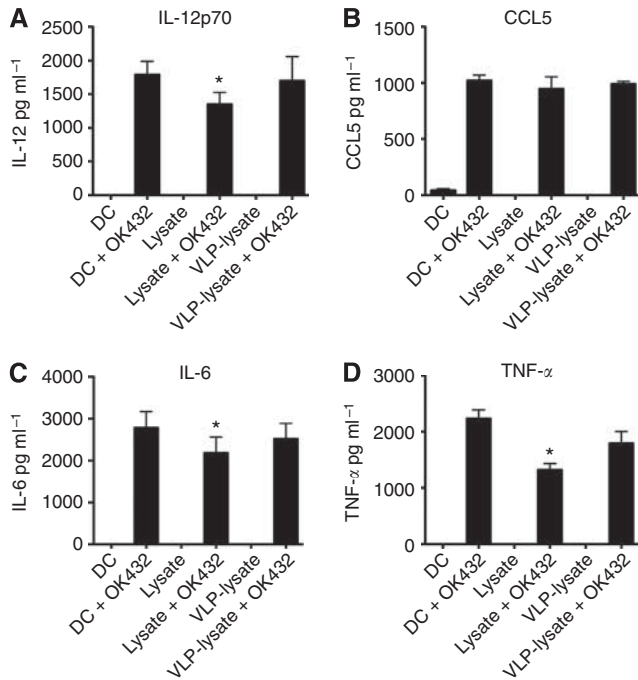 A
IL-12p70
IL-12 pg ml⁻¹
2500
2000
1500
1000
500
0
*
DC
DC + OK432
Lysate
Lysate + OK432
VLP-lysate
VLP-lysate + OK432
B
CCL5
CCL5 pg ml⁻¹
1500
1000
500
0
DC
DC + OK432
Lysate
Lysate + OK432
VLP-lysate
VLP-lysate + OK432
C
IL-6
IL-6 pg ml⁻¹
4000
3000
2000
1000
0
*
DC
DC + OK432
Lysate
Lysate + OK432
VLP-lysate
VLP-lysate + OK432
D
TNF-α
TNF-α pg ml⁻¹
3000
2000
1000
0
*
DC
DC + OK432
Lysate
Lysate + OK432
VLP-lysate
VLP-lysate + OK432